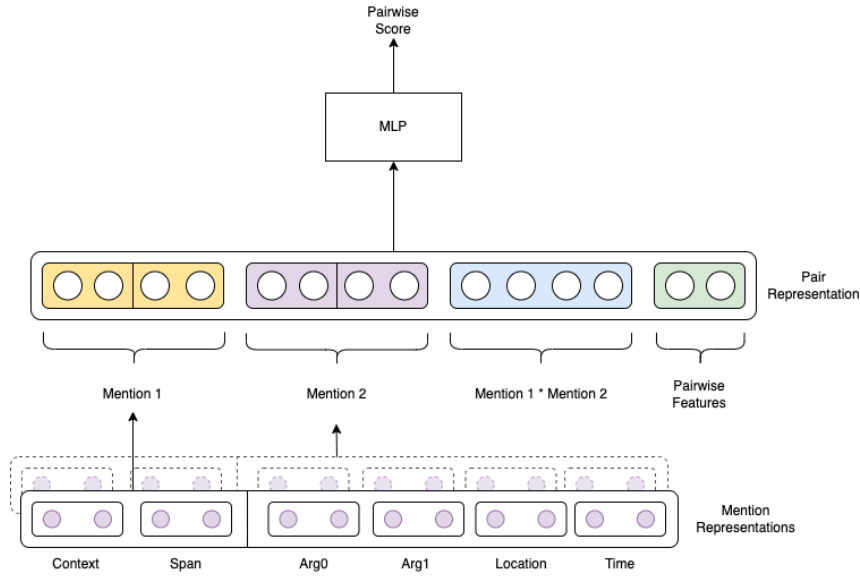 Pairwise
Score
MLP
Pair
Representation
Mention 1
Mention 2
Mention 1 * Mention 2
Pairwise
Features
Mention
Representations
Context
Span
Arg0
Arg1
Location
Time